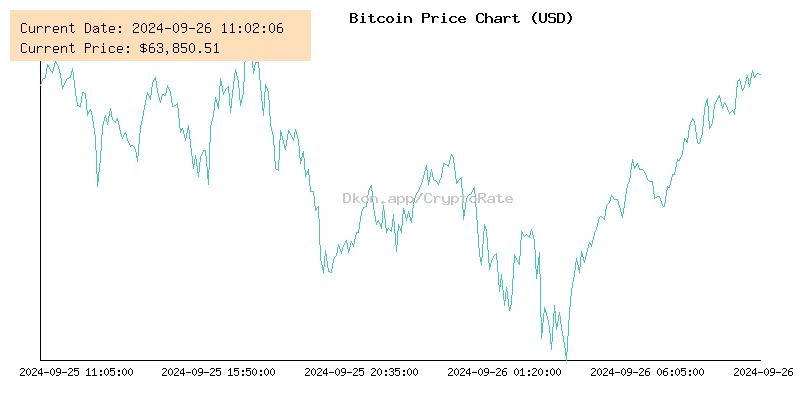 Bitcoin Price Chart (USD)
Current Date: 2024-09-26 11:02:06
Current Price: $63,850.51
Dkon.app/CryptoRate
2024-09-25 11:05:00 2024-09-25 15:50:00 2024-09-25 20:35:00 2024-09-26 01:20:00 2024-09-26 06:05:00 2024-09-26